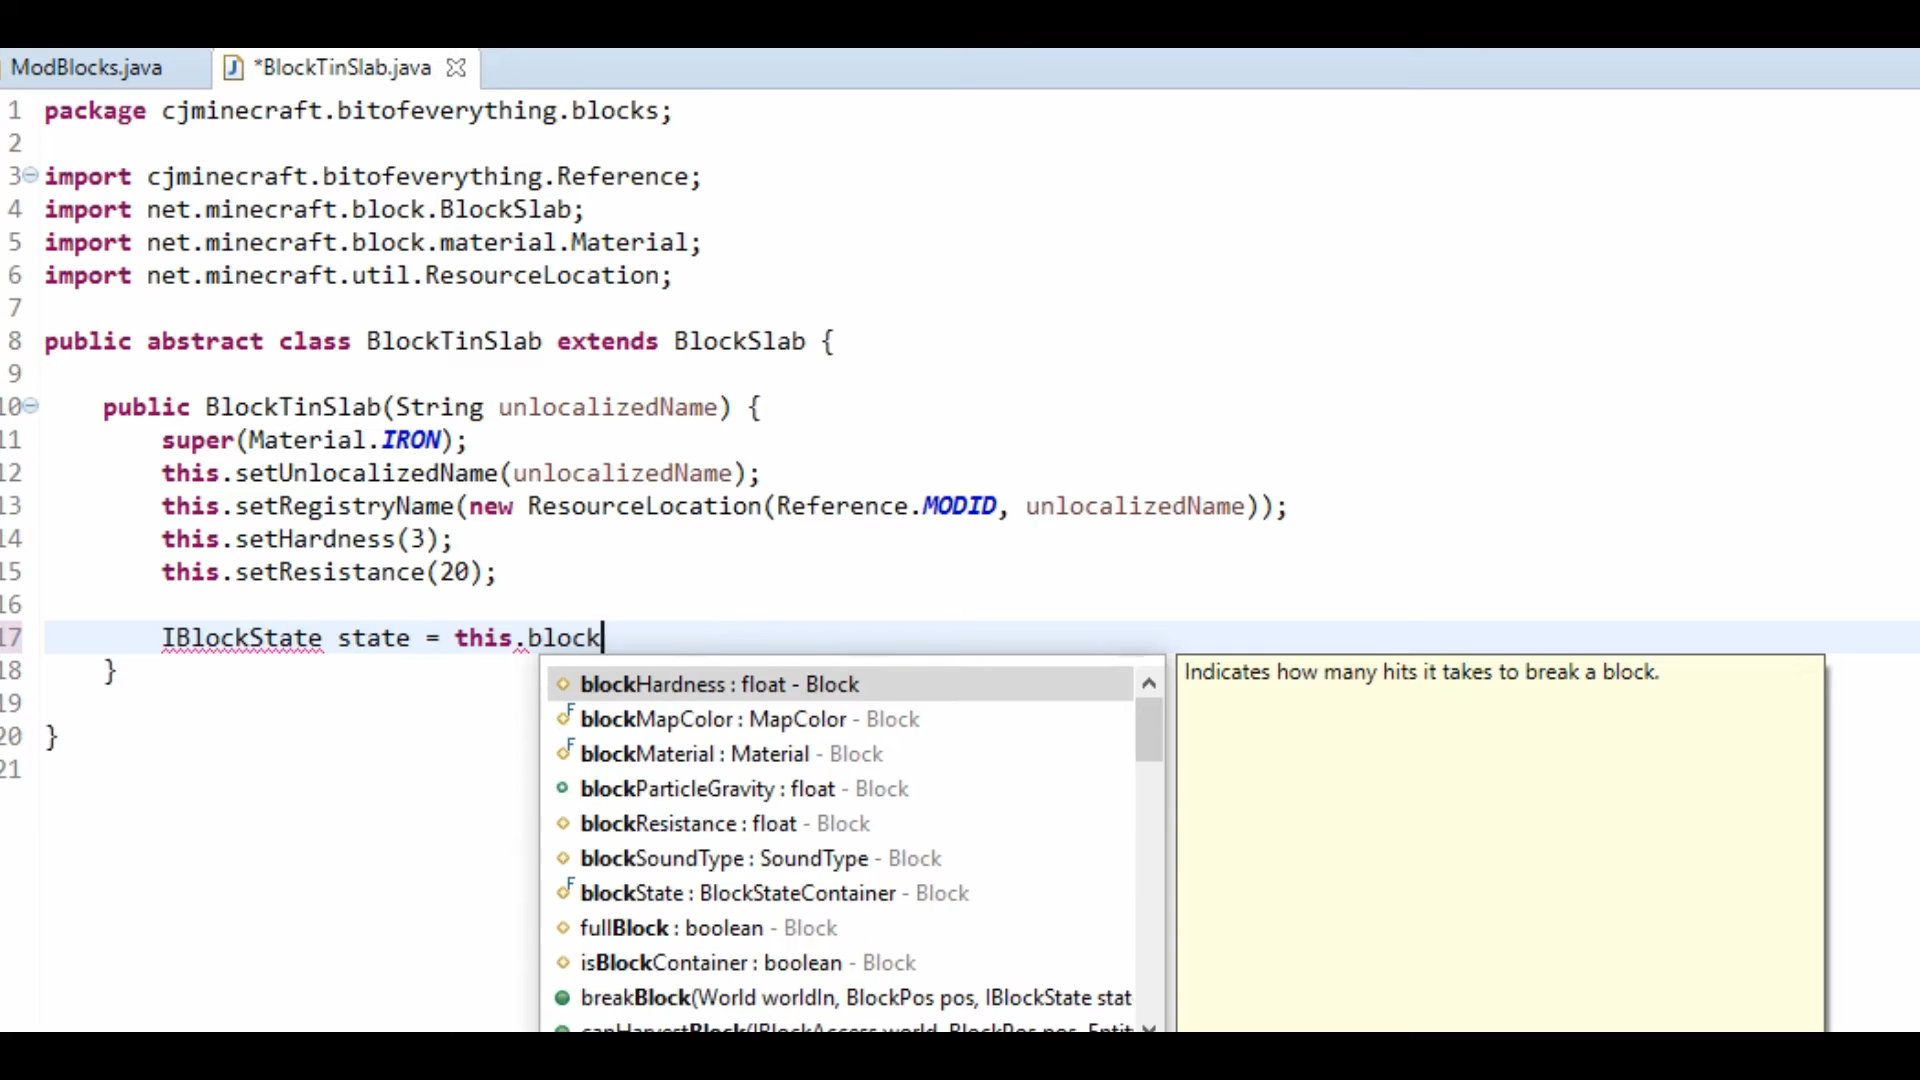 ModBlocks.java
*BlockTinSlab.java
1 package cjminecraft.bitofeverything.blocks;
2
3 import cjminecraft.bitofeverything.Reference;
4 import net.minecraft.block.BlockSlab;
5 import net.minecraft.block.material.Material;
6 import net.minecraft.util.ResourceLocation;
7
8 public abstract class BlockTinSlab extends BlockSlab {
9
10 public BlockTinSlab(String unlocalizedName) {
11 super(Material.IRON);
12 this.setUnlocalizedName(unlocalizedName);
13 this.setRegistryName(new ResourceLocation(Reference.MODID, unlocalizedName));
14 this.setHardness(3);
15 this.setResistance(20);
16
17 IBlockState state = this.block
18 }
19
20 }
21
blockHardness : float - Block
blockMapColor : MapColor - Block
blockMaterial : Material - Block
blockParticleGravity : float - Block
blockResistance : float - Block
blockSoundType : SoundType - Block
blockState : BlockStateContainer - Block
fullBlock : boolean - Block
isBlockContainer : boolean - Block
breakBlock(World worldIn, BlockPos pos, IBlockState stat
canHarvestBlock(IBlockAccess world, BlockPos pos, Entit
Indicates how many hits it takes to break a block.